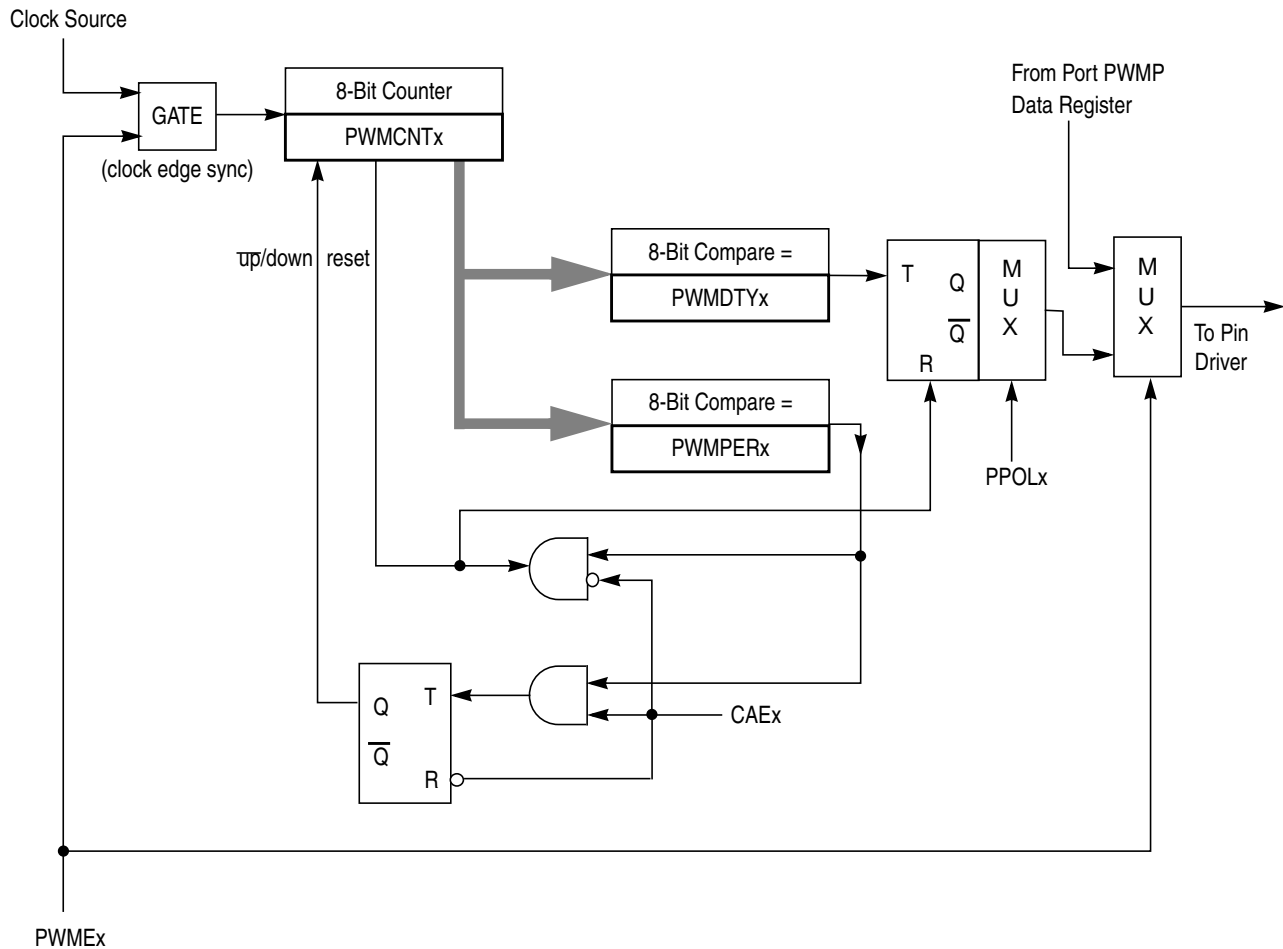 Clock Source
GATE
(clock edge sync)
8-Bit Counter
PWMCNTx
From Port PWMP
Data Register
u̅p̅/down
reset
8-Bit Compare =
PWMDTYx
T
Q
Q̅
R
M
U
X
M
U
X
To Pin
Driver
8-Bit Compare =
PWMPERx
PPOLx
Q
T
Q̅
R
CAEx
PWMEx